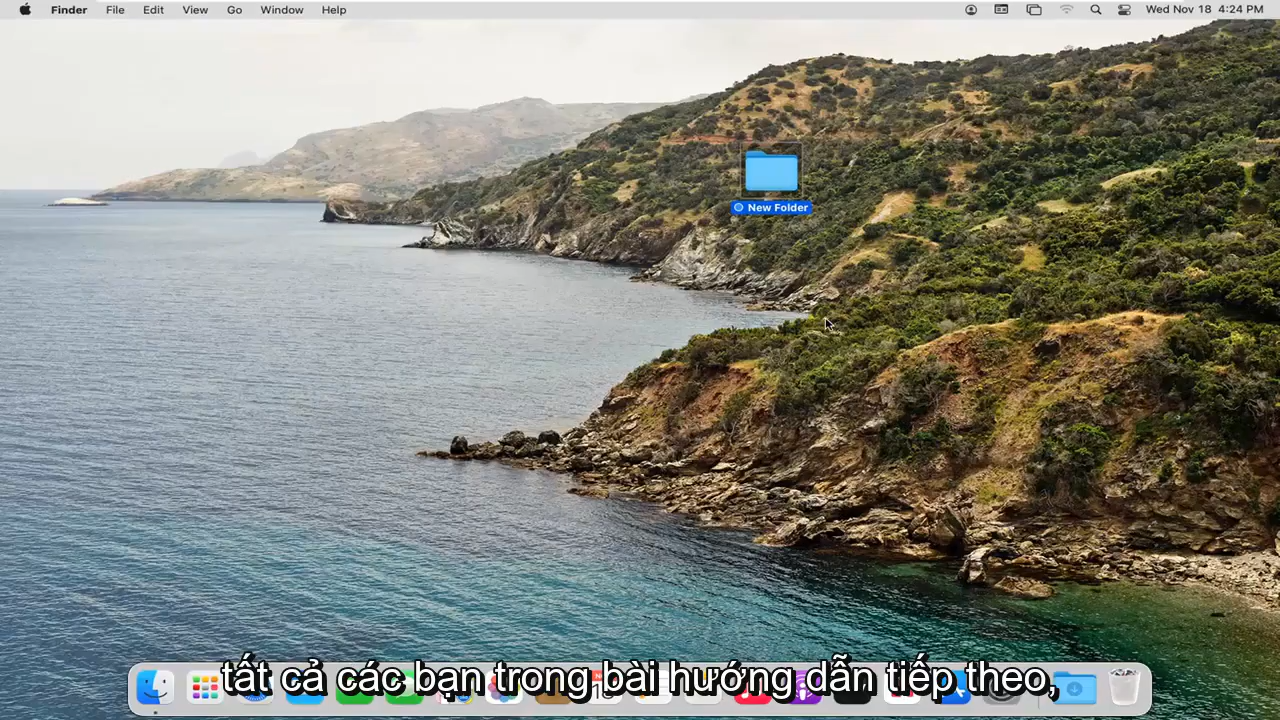 Finder File Edit View Go Window Help Wed Nov 18 4:24 PM
New Folder
tất cả các bạn trong bài hướng dẫn tiếp theo,